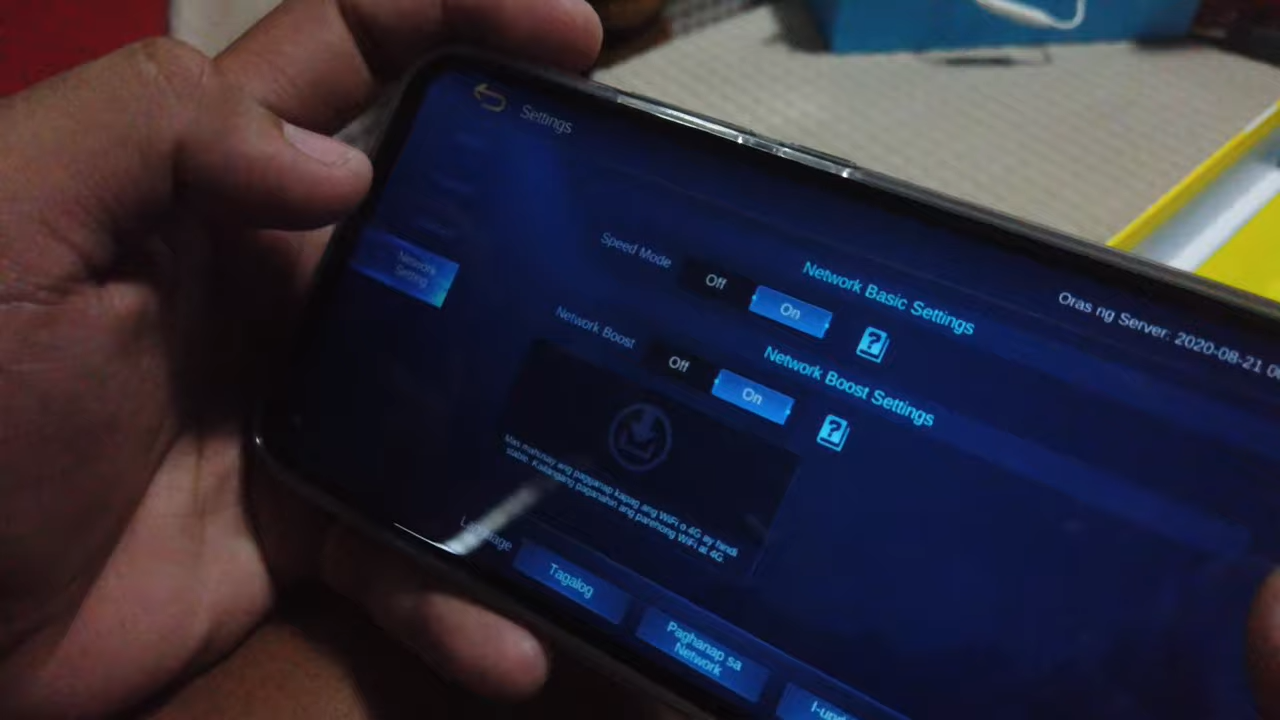 Settings
Network
Setting
Network Basic Settings
Oras ng Server: 2020-08-21
Speed Mode
Off
On
Network Boost Settings
Network Boost
Off
On
Mas mahusay ang pagganap kapag ang WiFi o 4G ay hindi
stable. Kailangang paganahin ang parehong WiFi at 4G.
Language
Tagalog
Paghanap sa
Network